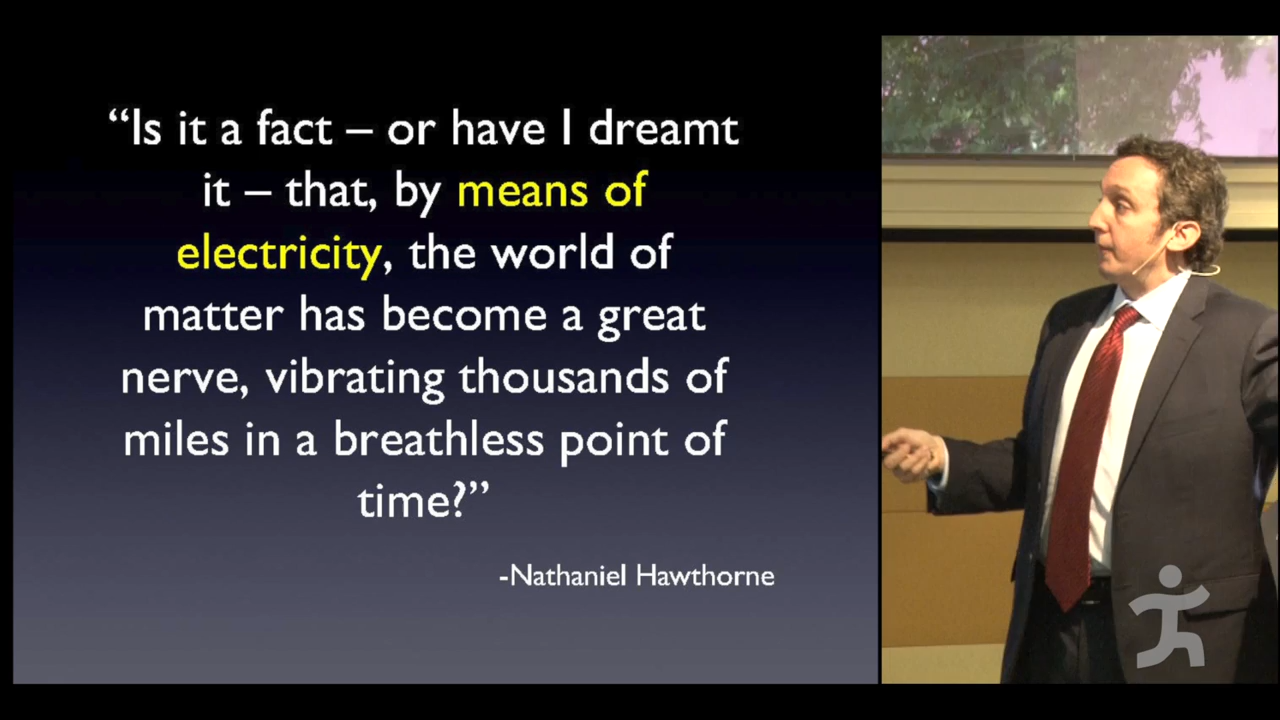 “Is it a fact – or have I dreamt
it – that, by means of
electricity, the world of
matter has become a great
nerve, vibrating thousands of
miles in a breathless point of
time?”
-Nathaniel Hawthorne